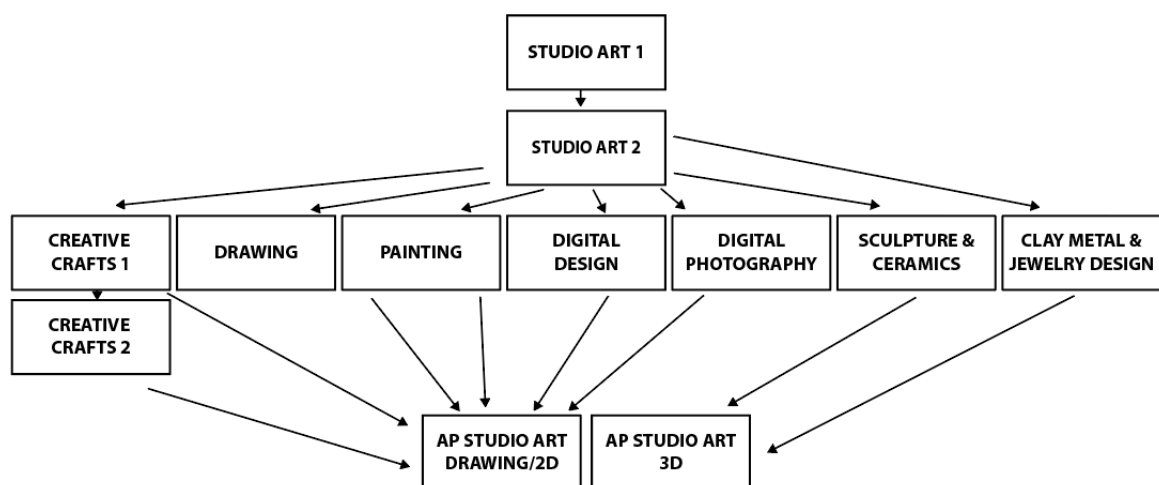 STUDIO ART 1
STUDIO ART 2
CREATIVE
CRAFTS 1
DRAWING
PAINTING
DIGITAL
DESIGN
DIGITAL
PHOTOGRAPHY
SCULPTURE &
CERAMICS
CLAY METAL &
JEWELRY DESIGN
CREATIVE
CRAFTS 2
AP STUDIO ART
DRAWING/2D
AP STUDIO ART
3D